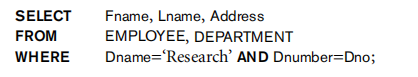 SELECT Fname, Lname, Address
FROM EMPLOYEE, DEPARTMENT
WHERE Dname=‘Research’ AND Dnumber=Dno;